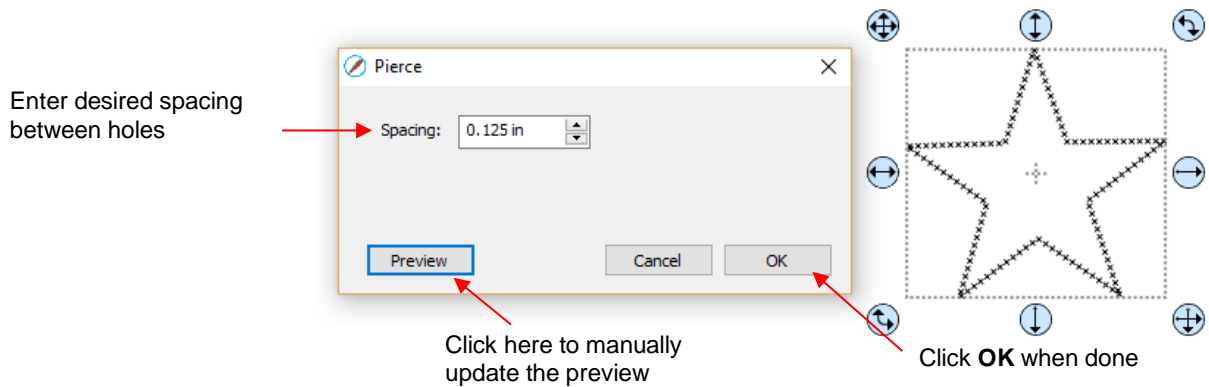 Pierce
Enter desired spacing
between holes
Spacing: 0.125 in
Preview Cancel OK
Click here to manually
update the preview
Click OK when done